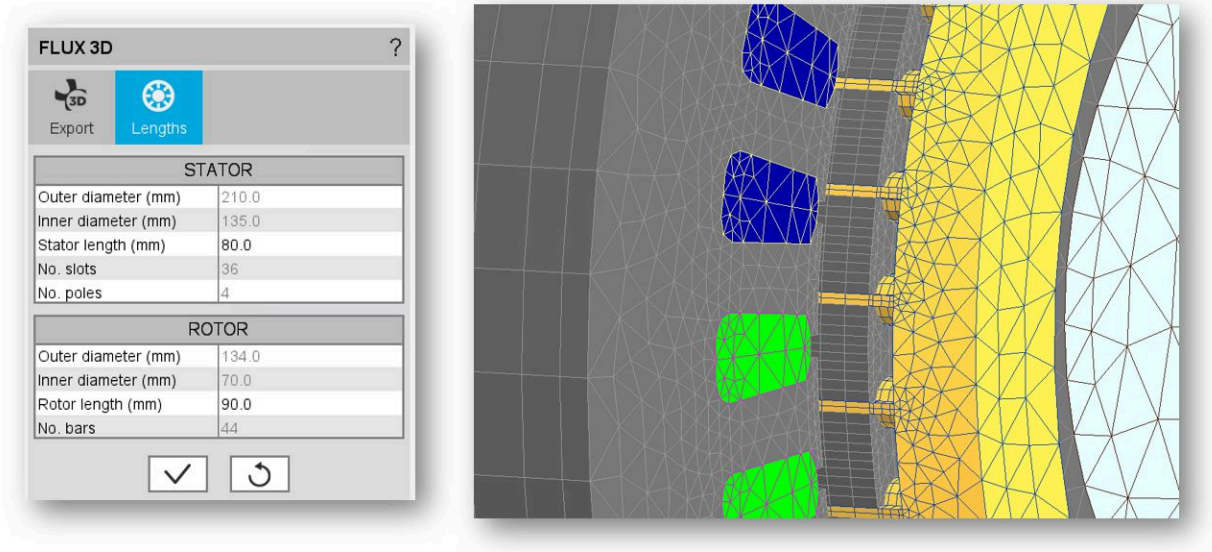 FLUX 3D ?
3D
Export Lengths
STATOR
Outer diameter (mm) 210.0
Inner diameter (mm) 135.0
Stator length (mm) 80.0
No. slots 36
No. poles 4
ROTOR
Outer diameter (mm) 134.0
Inner diameter (mm) 70.0
Rotor length (mm) 90.0
No. bars 44